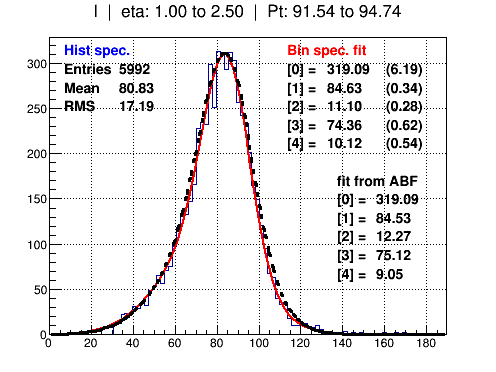 I | eta: 1.00 to 2.50 | Pt: 91.54 to 94.74
Hist spec.
Entries 5992
Mean 80.83
RMS 17.19
Bin spec. fit
[0] = 319.09 (6.19)
[1] = 84.63 (0.34)
[2] = 11.10 (0.28)
[3] = 74.36 (0.62)
[4] = 10.12 (0.54)
fit from ABF
[0] = 319.09
[1] = 84.53
[2] = 12.27
[3] = 75.12
[4] = 9.05
300
250
200
150
100
50
0
0 20 40 60 80 100 120 140 160 180